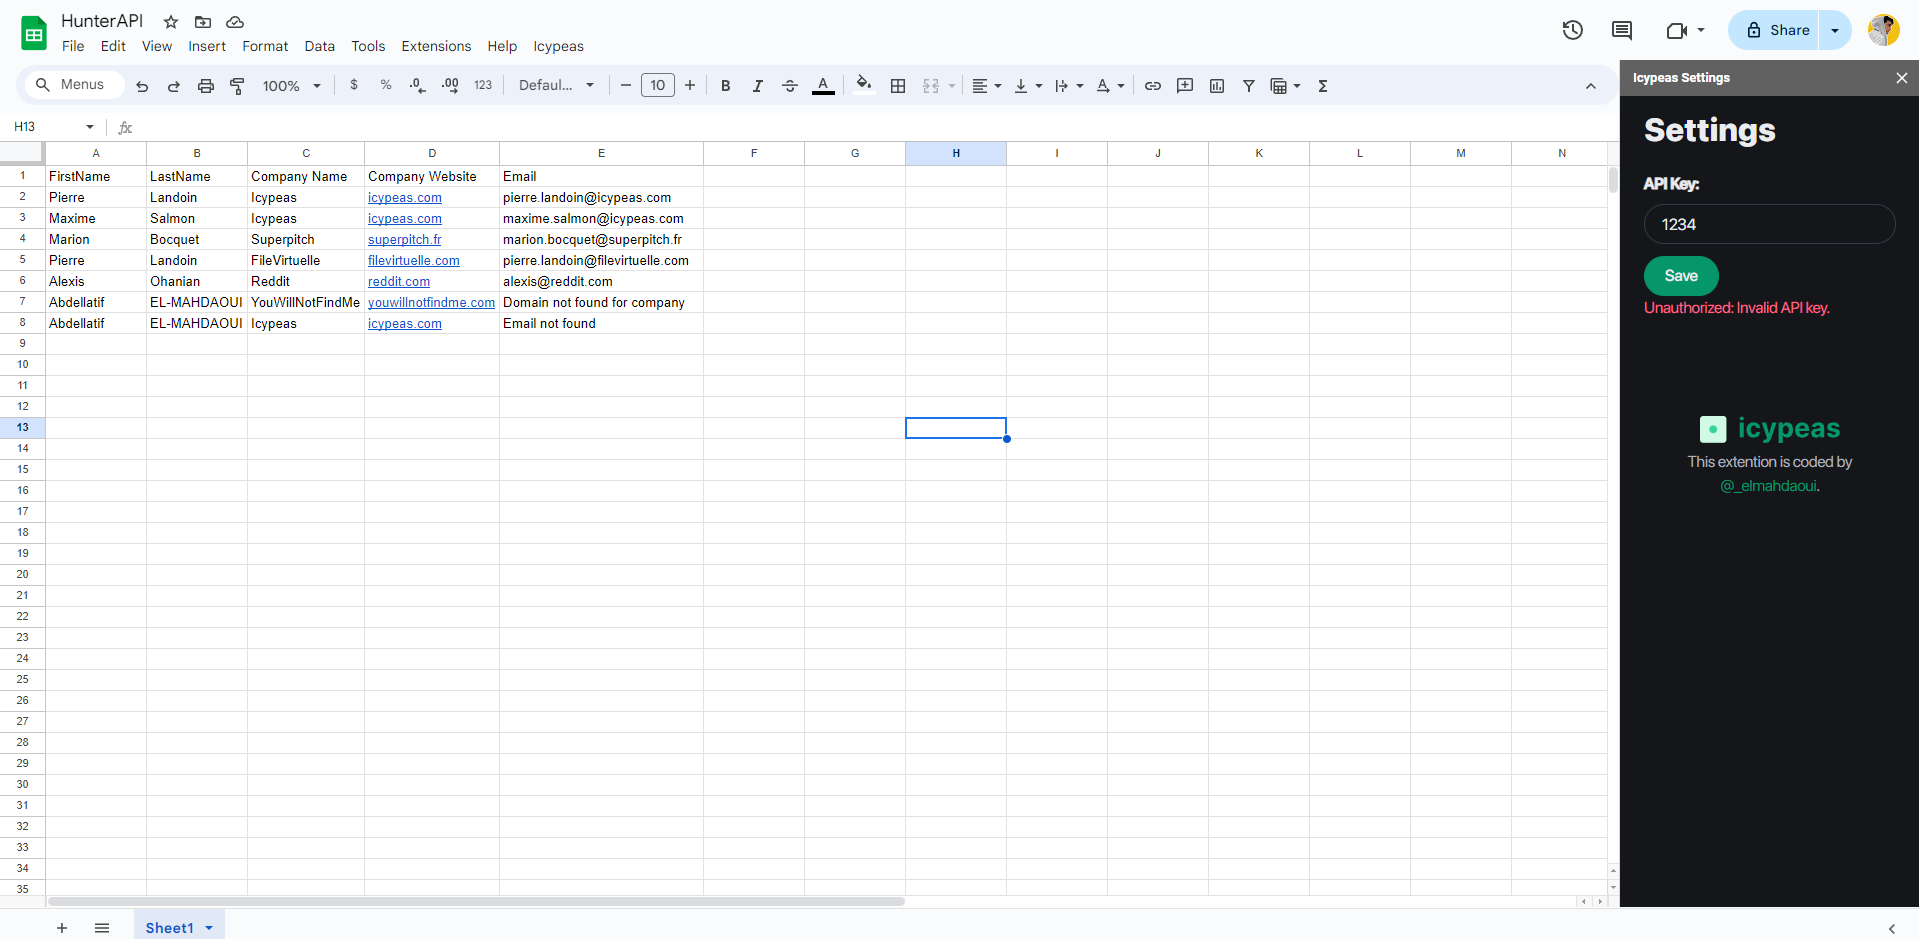 HunterAPI
File Edit View Insert Format Data Tools Extensions Help Icypeas
Share
Menus 100% $ % .0 .00 123 Defaul... − 10 + B I A Σ
H13 fx
A B C D E F G H I J K L M N
1 FirstName LastName Company Name Company Website Email
2 Pierre Landoin Icypeas icypeas.com pierre.landoin@icypeas.com
3 Maxime Salmon Icypeas icypeas.com maxime.salmon@icypeas.com
4 Marion Bocquet Superpitch superpitch.fr marion.bocquet@superpitch.fr
5 Pierre Landoin FileVirtuelle filevirtuelle.com pierre.landoin@filevirtuelle.com
6 Alexis Ohanian Reddit reddit.com alexis@reddit.com
7 Abdellatif EL-MAHDAOUI YouWillNotFindMe youwillnotfindme.com Domain not found for company
8 Abdellatif EL-MAHDAOUI Icypeas icypeas.com Email not found
9
10
11
12
13
14
15
16
17
18
19
20
21
22
23
24
25
26
27
28
29
30
31
32
33
34
35
Sheet1
Icypeas Settings
Settings
API Key:
1234
Save
Unauthorized: Invalid API key.
icypeas
This extention is coded by
@_elmahdaoui.